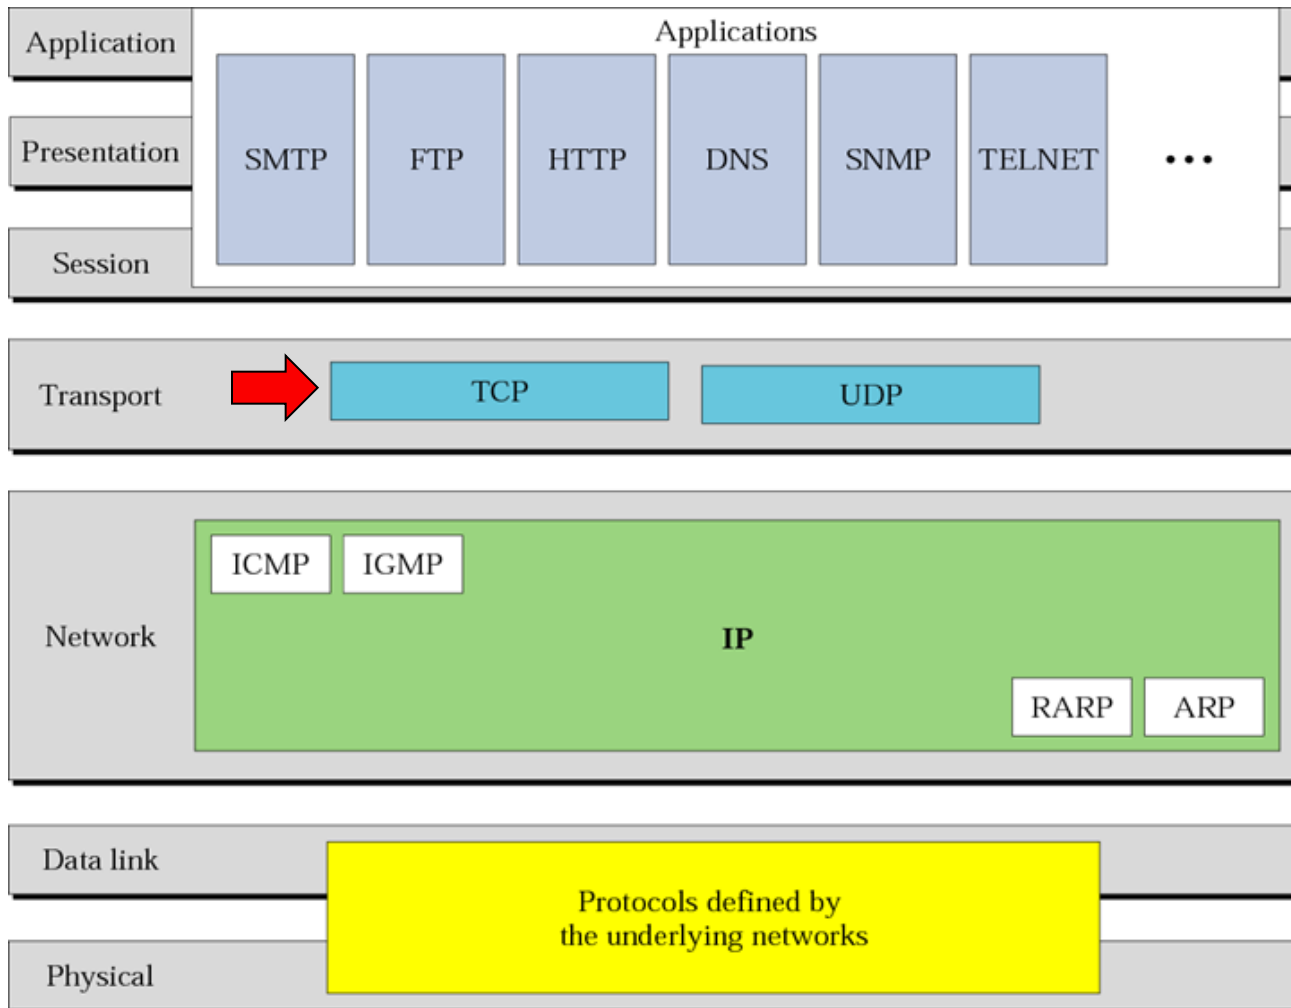 Application
Applications
Presentation
SMTP
FTP
HTTP
DNS
SNMP
TELNET
...
Session
Transport
TCP
UDP
Network
ICMP
IGMP
IP
RARP
ARP
Data link
Protocols defined by
the underlying networks
Physical